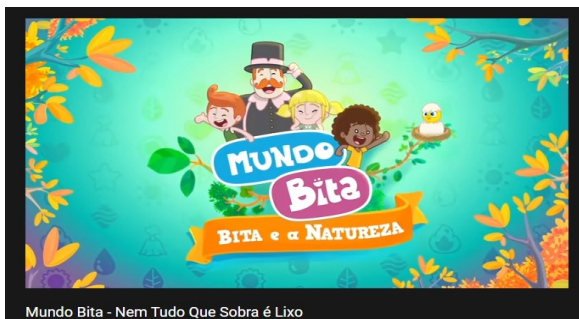 MUNDO
Bita
BITA e a NATUREZA
Mundo Bita - Nem Tudo Que Sobra é Lixo